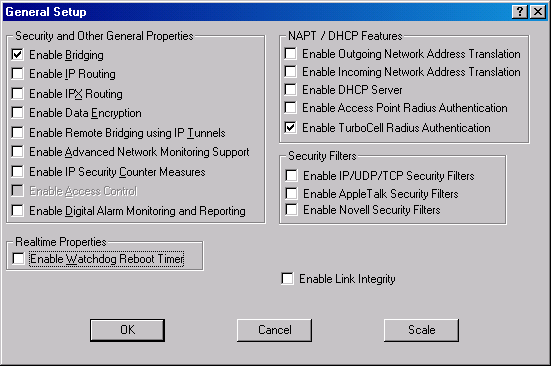 General Setup
Security and Other General Properties
Enable Bridging
Enable IP Routing
Enable IPX Routing
Enable Data Encryption
Enable Remote Bridging using IP Tunnels
Enable Advanced Network Monitoring Support
Enable IP Security Counter Measures
Enable Access Control
Enable Digital Alarm Monitoring and Reporting
NAPT / DHCP Features
Enable Outgoing Network Address Translation
Enable Incoming Network Address Translation
Enable DHCP Server
Enable Access Point Radius Authentication
Enable TurboCell Radius Authentication
Security Filters
Enable IP/UDP/TCP Security Filters
Enable AppleTalk Security Filters
Enable Novell Security Filters
Realtime Properties
Enable Watchdog Reboot Timer
Enable Link Integrity
OK
Cancel
Scale